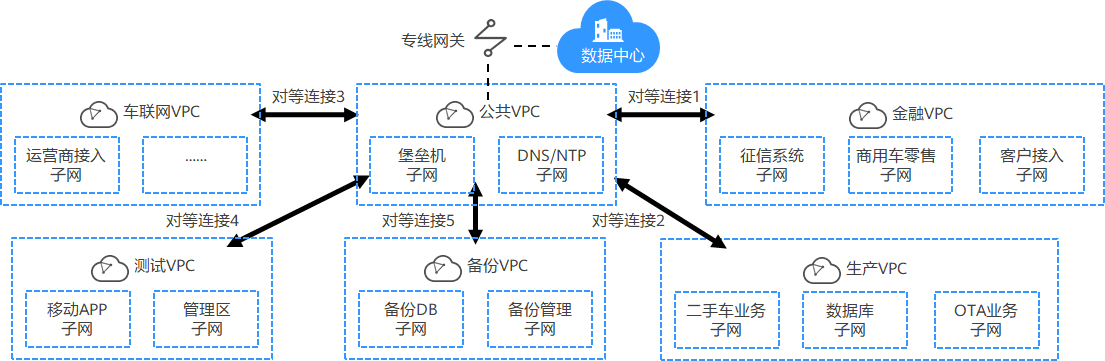 专线网关
数据中心
车联网VPC
对等连接3
公共VPC
对等连接1
金融VPC
运营商接入
子网
......
堡垒机
子网
DNS/NTP
子网
征信系统
子网
商用车零售
子网
客户接入
子网
对等连接4
对等连接5
对等连接2
测试VPC
备份VPC
生产VPC
移动APP
子网
管理区
子网
备份DB
子网
备份管理
子网
二手车业务
子网
数据库
子网
OTA业务
子网